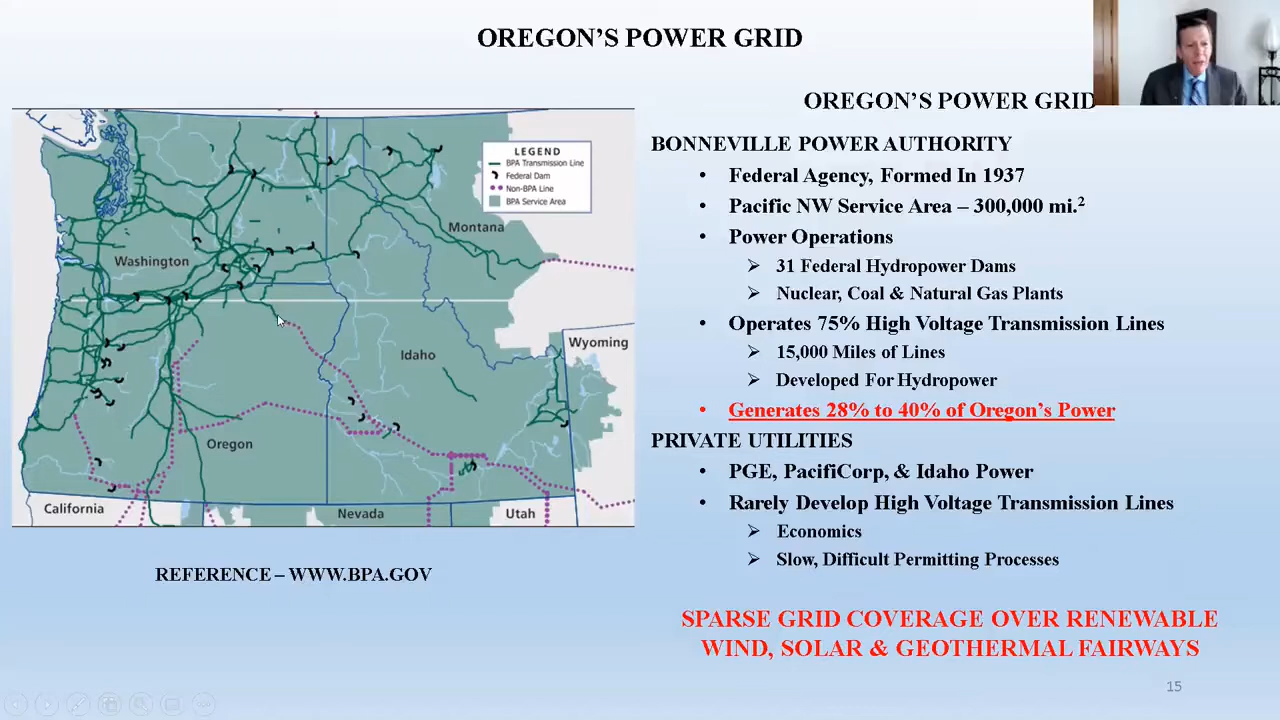 OREGON'S POWER GRID
LEGEND
BPA Transmission Line
Federal Dam
Non-BPA Line
BPA Service Area
Washington
Montana
Idaho
Wyoming
Oregon
California
Nevada
Utah
REFERENCE – WWW.BPA.GOV
OREGON'S POWER GRID
BONNEVILLE POWER AUTHORITY
• Federal Agency, Formed In 1937
• Pacific NW Service Area – 300,000 mi.²
• Power Operations
➢ 31 Federal Hydropower Dams
➢ Nuclear, Coal & Natural Gas Plants
• Operates 75% High Voltage Transmission Lines
➢ 15,000 Miles of Lines
➢ Developed For Hydropower
• Generates 28% to 40% of Oregon's Power
PRIVATE UTILITIES
• PGE, PacifiCorp, & Idaho Power
• Rarely Develop High Voltage Transmission Lines
➢ Economics
➢ Slow, Difficult Permitting Processes
SPARSE GRID COVERAGE OVER RENEWABLE
WIND, SOLAR & GEOTHERMAL FAIRWAYS
15